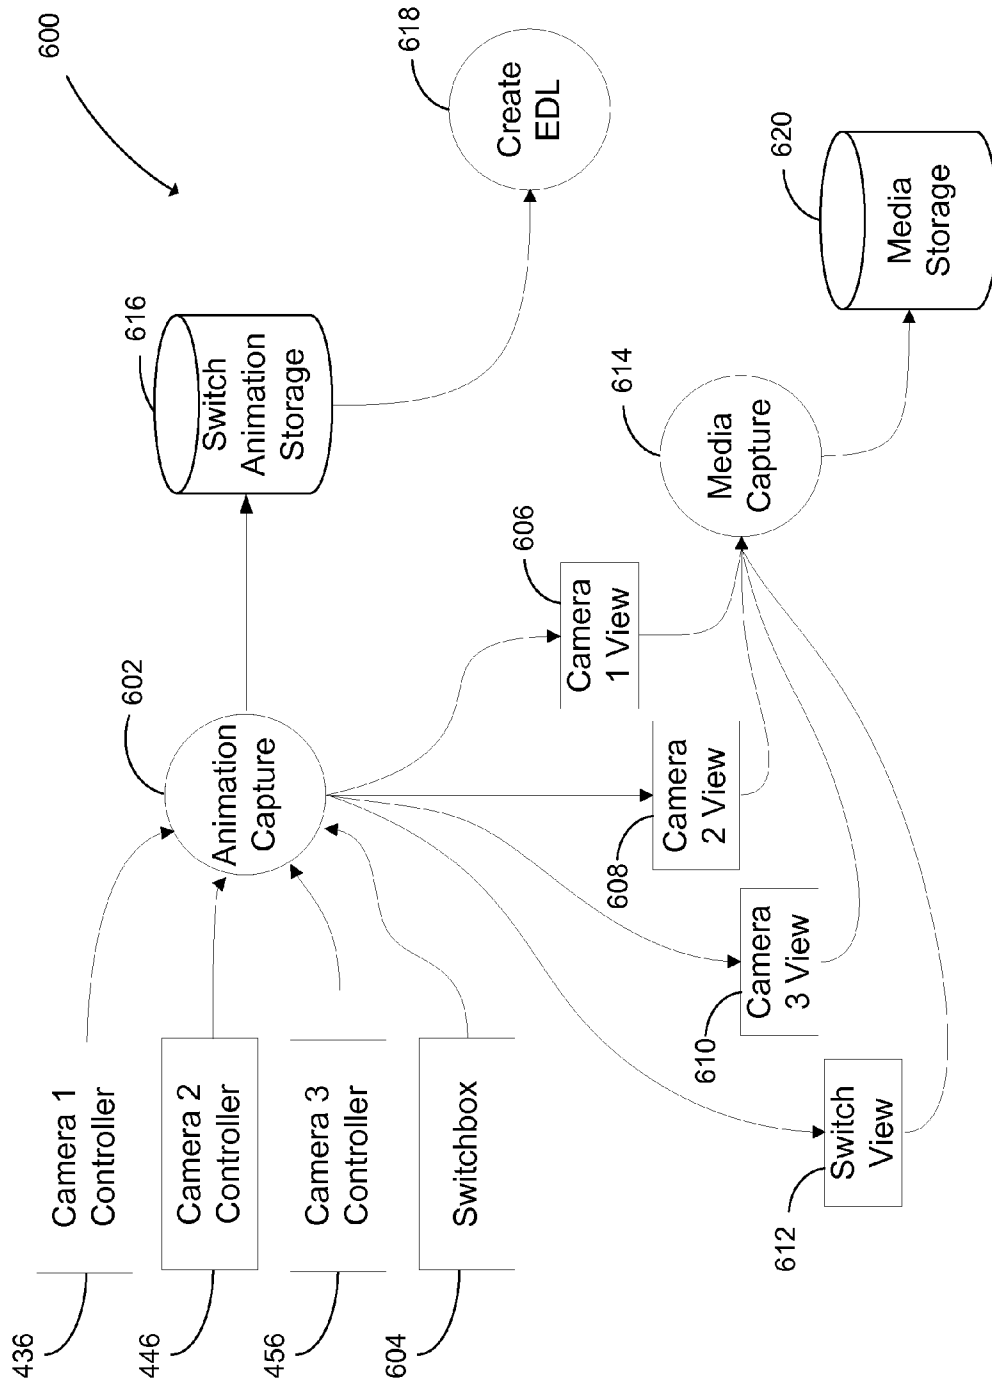 600
436
Camera 1
Controller
446
Camera 2
Controller
456
Camera 3
Controller
604
Switchbox
602
Animation
Capture
616
Switch
Animation
Storage
618
Create
EDL
606
Camera
1 View
608
Camera
2 View
610
Camera
3 View
612
Switch
View
614
Media
Capture
620
Media
Storage